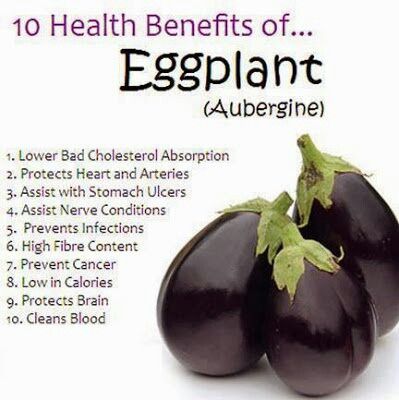 10 Health Benefits of...
Eggplant
(Aubergine)
1. Lower Bad Cholesterol Absorption
2. Protects Heart and Arteries
3. Assist with Stomach Ulcers
4. Assist Nerve Conditions
5. Prevents Infections
6. High Fibre Content
7. Prevent Cancer
8. Low in Calories
9. Protects Brain
10. Cleans Blood